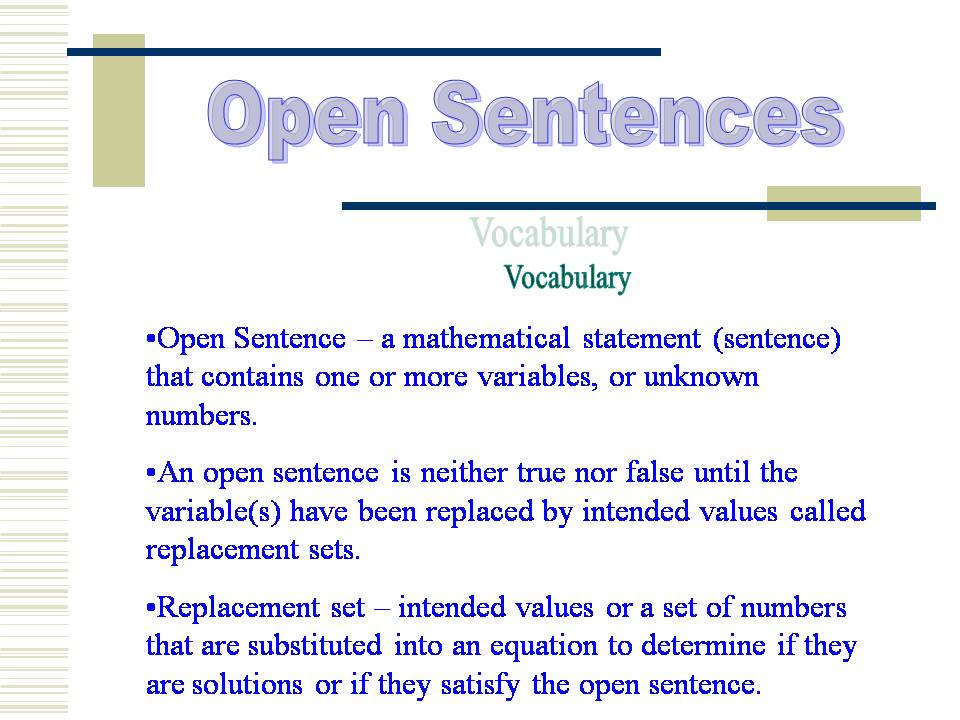 Open Sentences
Vocabulary
Vocabulary
•Open Sentence – a mathematical statement (sentence)
that contains one or more variables, or unknown
numbers.
•An open sentence is neither true nor false until the
variable(s) have been replaced by intended values called
replacement sets.
•Replacement set – intended values or a set of numbers
that are substituted into an equation to determine if they
are solutions or if they satisfy the open sentence.